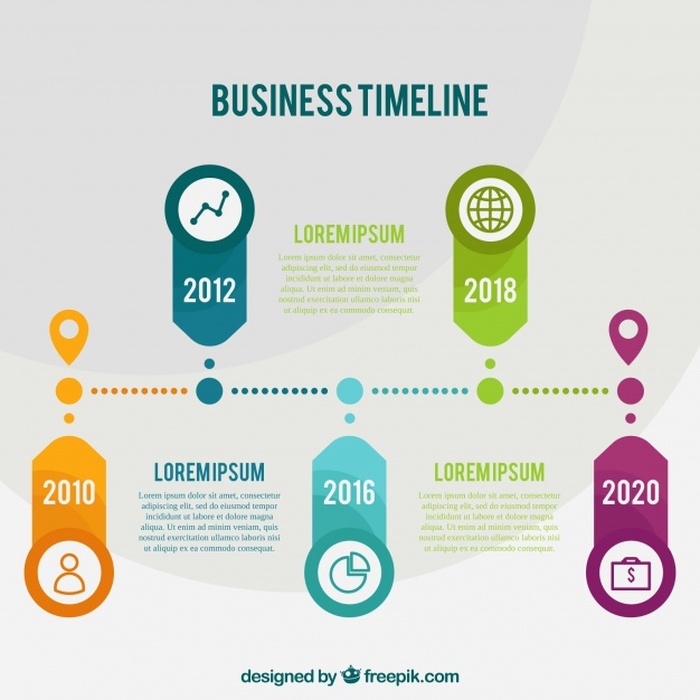 BUSINESS TIMELINE
2012
LOREM IPSUM
Lorem ipsum dolor sit amet, consectetur
adipiscing elit, sed do eiusmod tempor
incididunt ut labore et dolore magna
aliqua. Ut enim ad minim veniam, quis
nostrud exercitation ullamco laboris nisi
ut aliquip ex ea commodo consequat.
2018
2010
LOREM IPSUM
Lorem ipsum dolor sit amet, consectetur
adipiscing elit, sed do eiusmod tempor
incididunt ut labore et dolore magna
aliqua. Ut enim ad minim veniam, quis
nostrud exercitation ullamco laboris nisi
ut aliquip ex ea commodo consequat.
2016
LOREM IPSUM
Lorem ipsum dolor sit amet, consectetur
adipiscing elit, sed do eiusmod tempor
incididunt ut labore et dolore magna
aliqua. Ut enim ad minim veniam, quis
nostrud exercitation ullamco laboris nisi
ut aliquip ex ea commodo consequat.
2020
$
designed by freepik.com